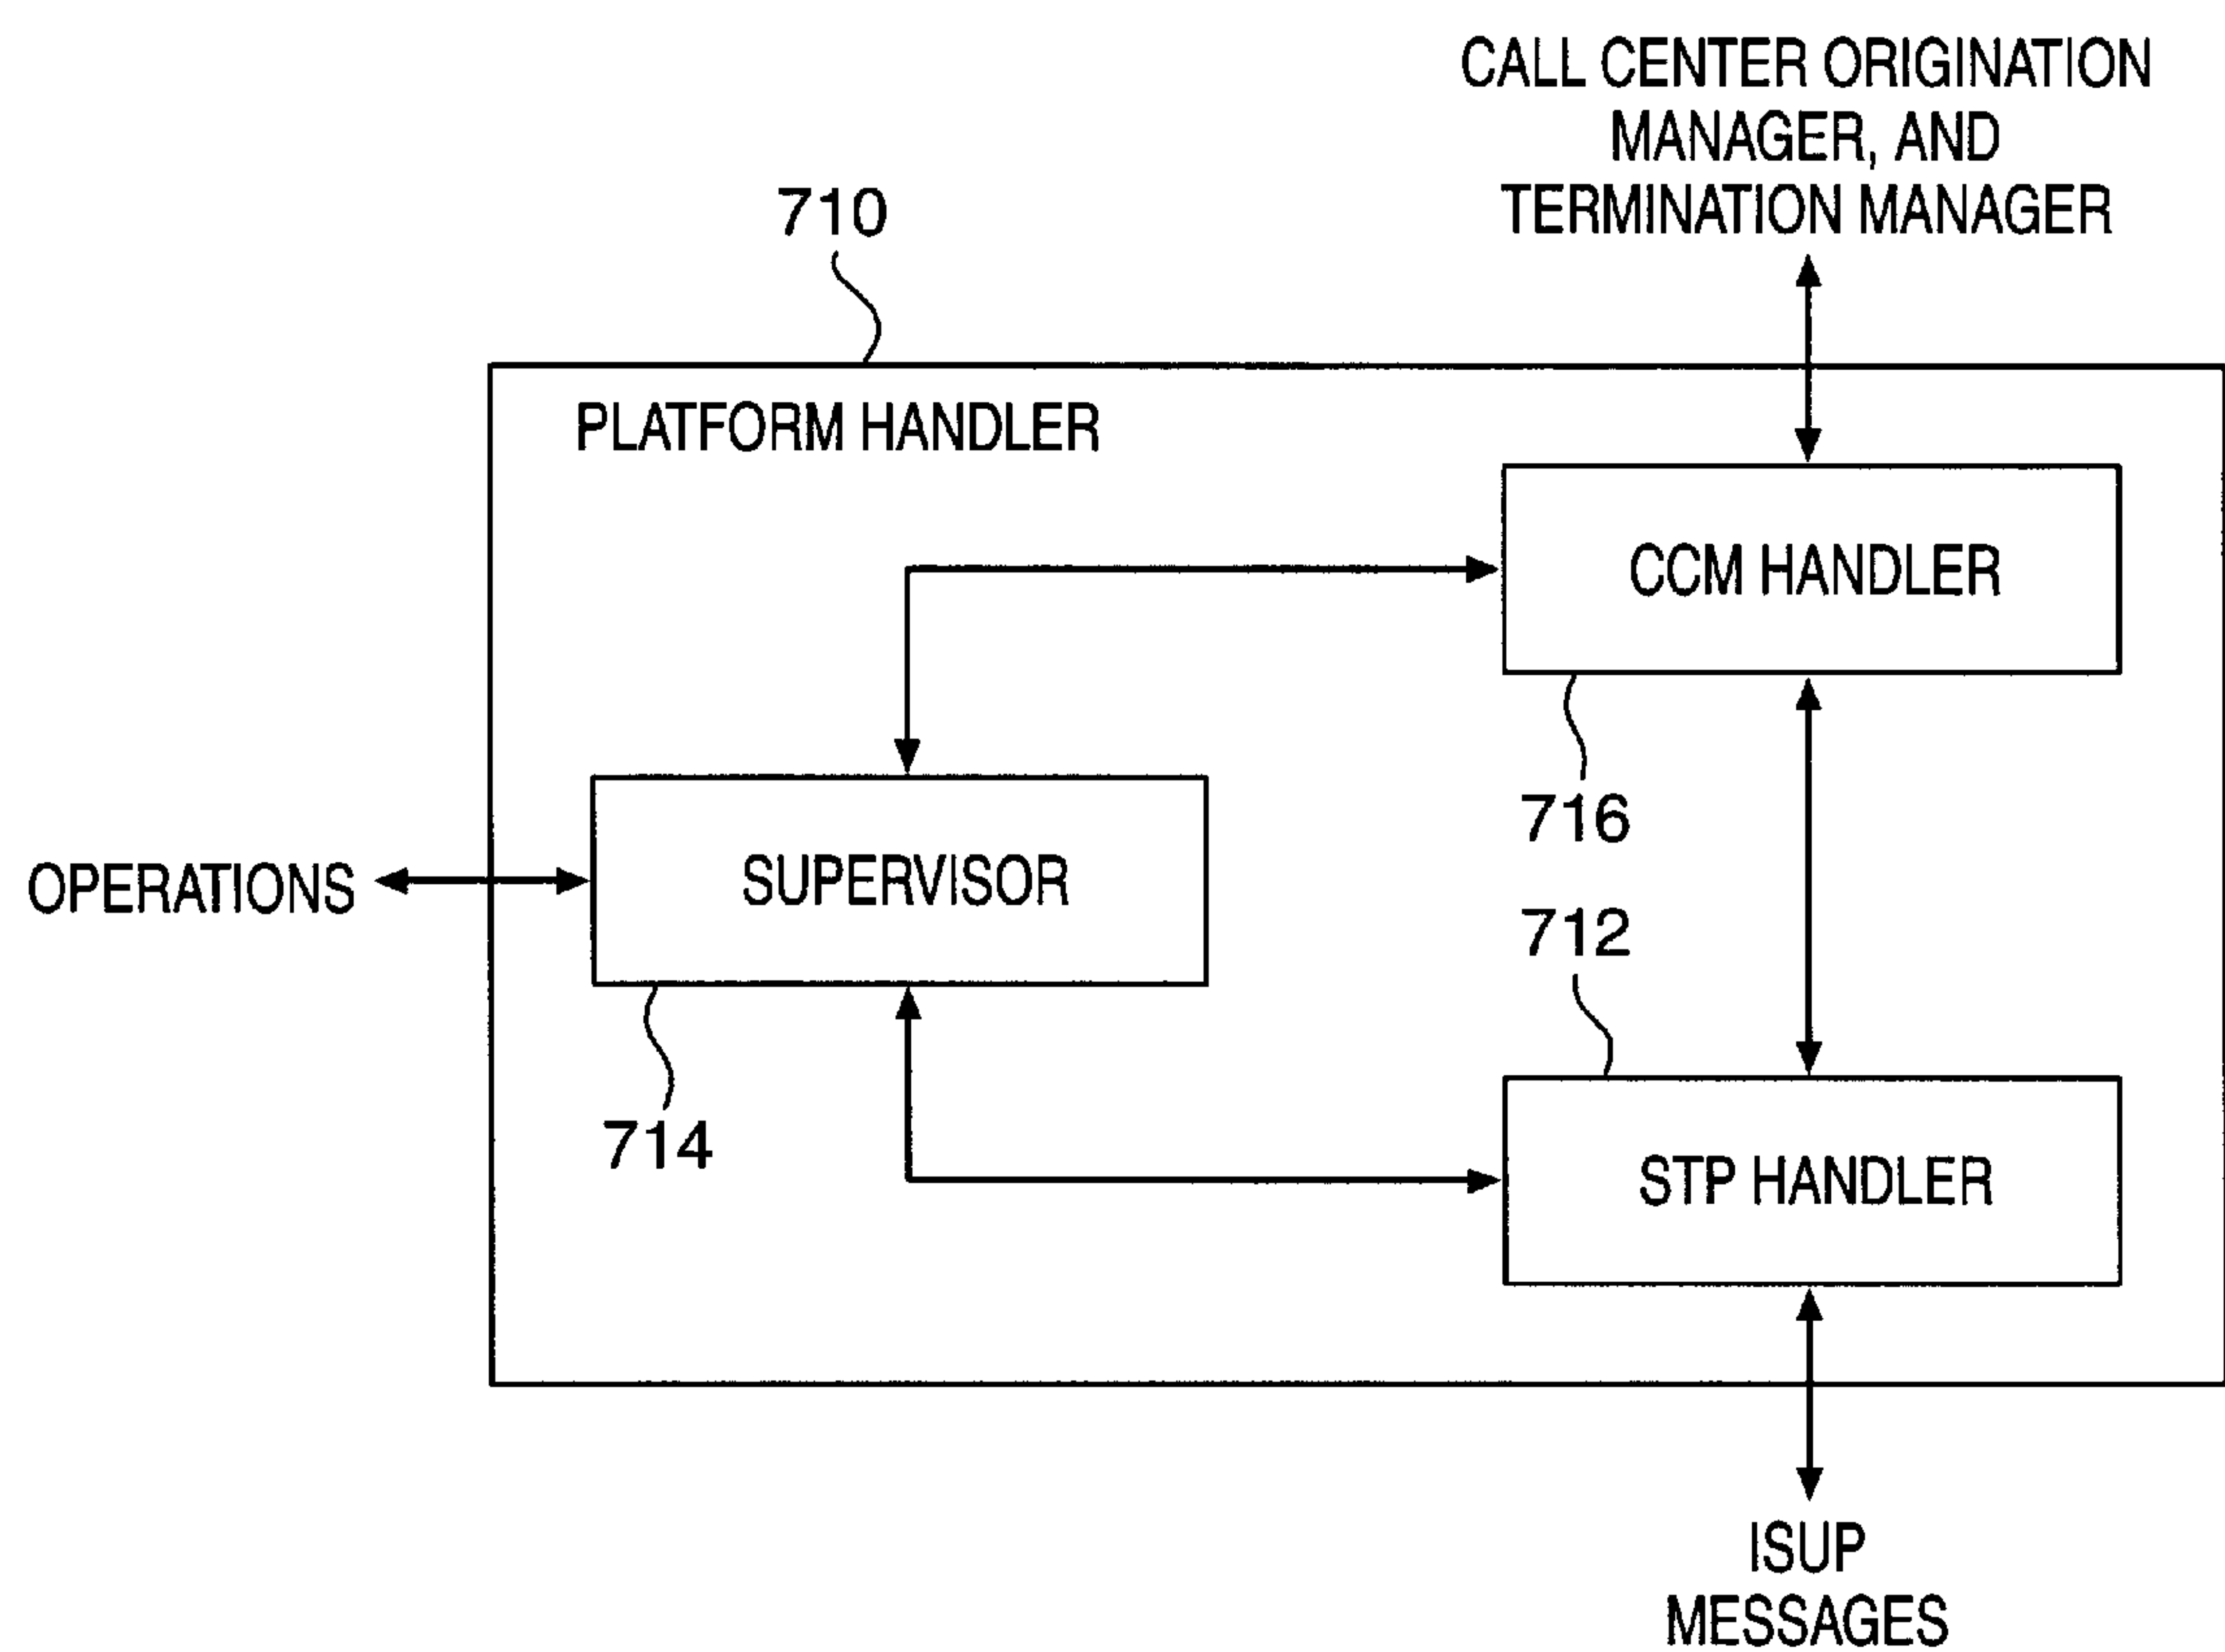 CALL CENTER ORIGINATION
MANAGER, AND
TERMINATION MANAGER
710
PLATFORM HANDLER
CCM HANDLER
716
SUPERVISOR
OPERATIONS
712
714
STP HANDLER
ISUP
MESSAGES